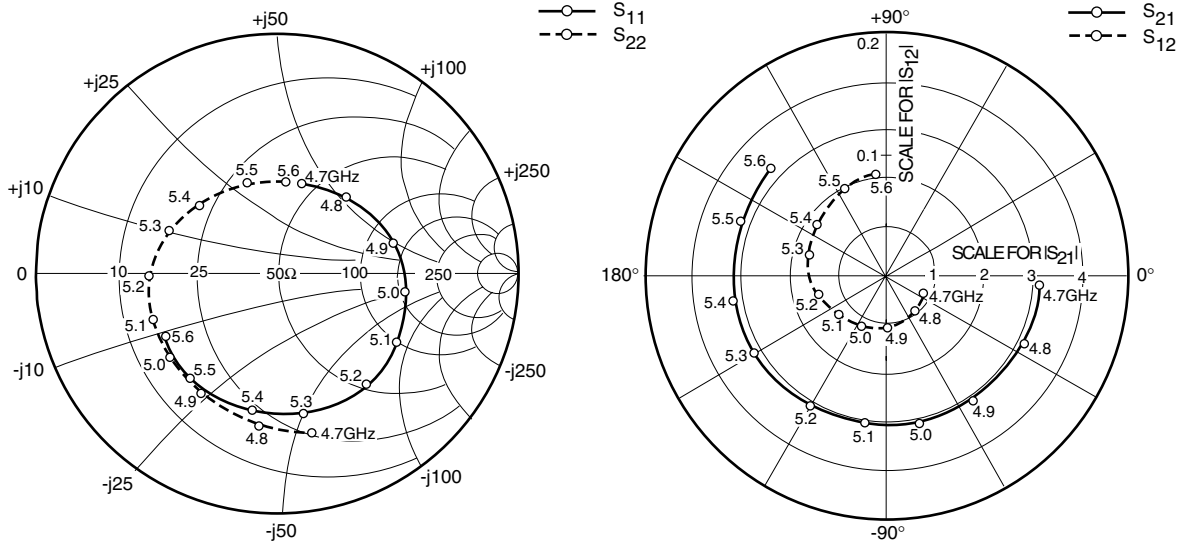 S11
S22
+j50
+j25
+j100
+j10
+j250
0
10
25
50Ω
100
250
-j10
-j250
-j25
-j100
-j50
4.7GHz
4.8
4.9
5.0
5.1
5.2
5.3
5.4
5.5
5.6
5.6
5.5
5.4
5.3
5.2
5.1
5.0
4.9
4.8
4.7GHz
S21
S12
+90°
0.2
SCALE FOR |S12|
0.1
180°
SCALE FOR |S21|
1
2
3
4
0°
-90°
5.6
5.5
5.4
5.3
5.2
5.1
5.0
4.9
4.8
4.7GHz
5.6
5.5
5.4
5.3
5.2
5.1
5.0
4.9
4.8
4.7GHz